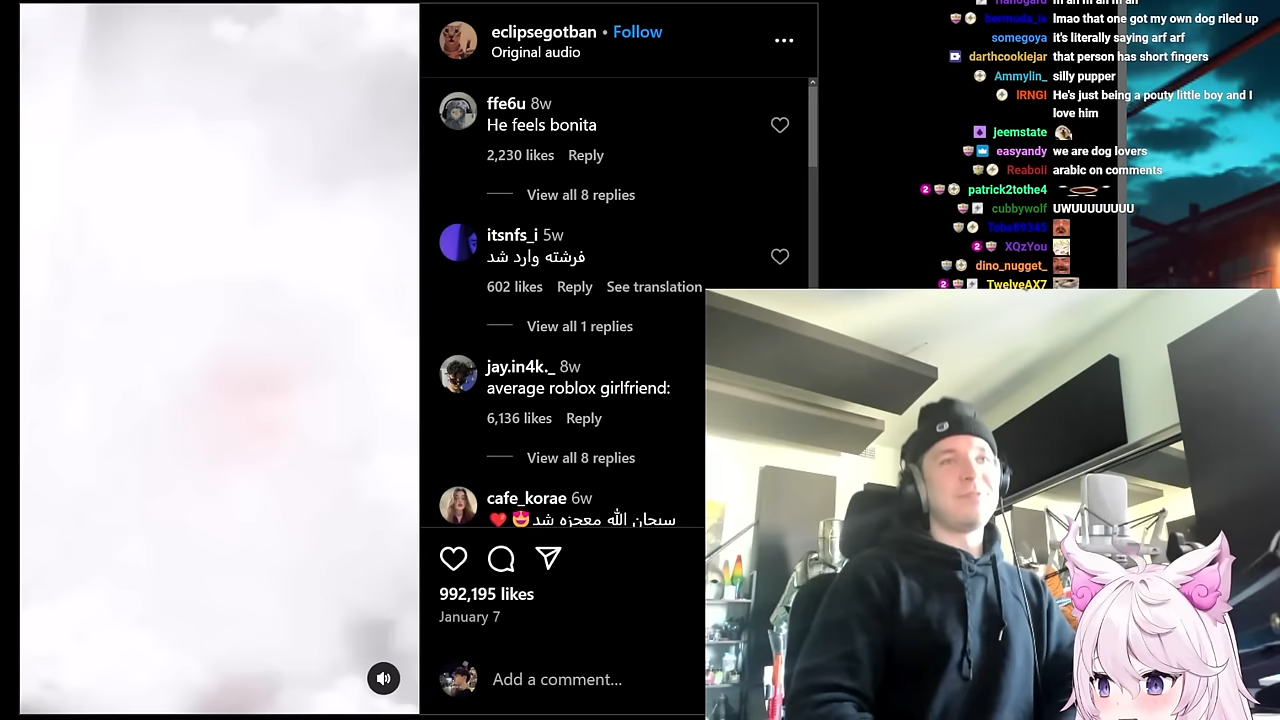 eclipsegotban • Follow
Original audio
ffe6u 8w
He feels bonita
2,230 likes Reply
View all 8 replies
itsnfs_i 5w
فرشته وارد شد
602 likes Reply See translation
View all 1 replies
jay.in4k._ 8w
average roblox girlfriend:
6,136 likes Reply
View all 8 replies
cafe_korae 6w
سبحان الله معجزه شد😍❤️
992,195 likes
January 7
Add a comment...
lmao that one got my own dog riled up
somegoya it's literally saying arf arf
darthcookiejar that person has short fingers
Ammylin_ silly pupper
IRNGI He's just being a pouty little boy and I
love him
jeemstate
easyandy we are dog lovers
Reaboli arabic on comments
patrick2tothe4
cubbywolf UWUUUUUUUU
XQzYou
dino_nugget_
TwelveAX7